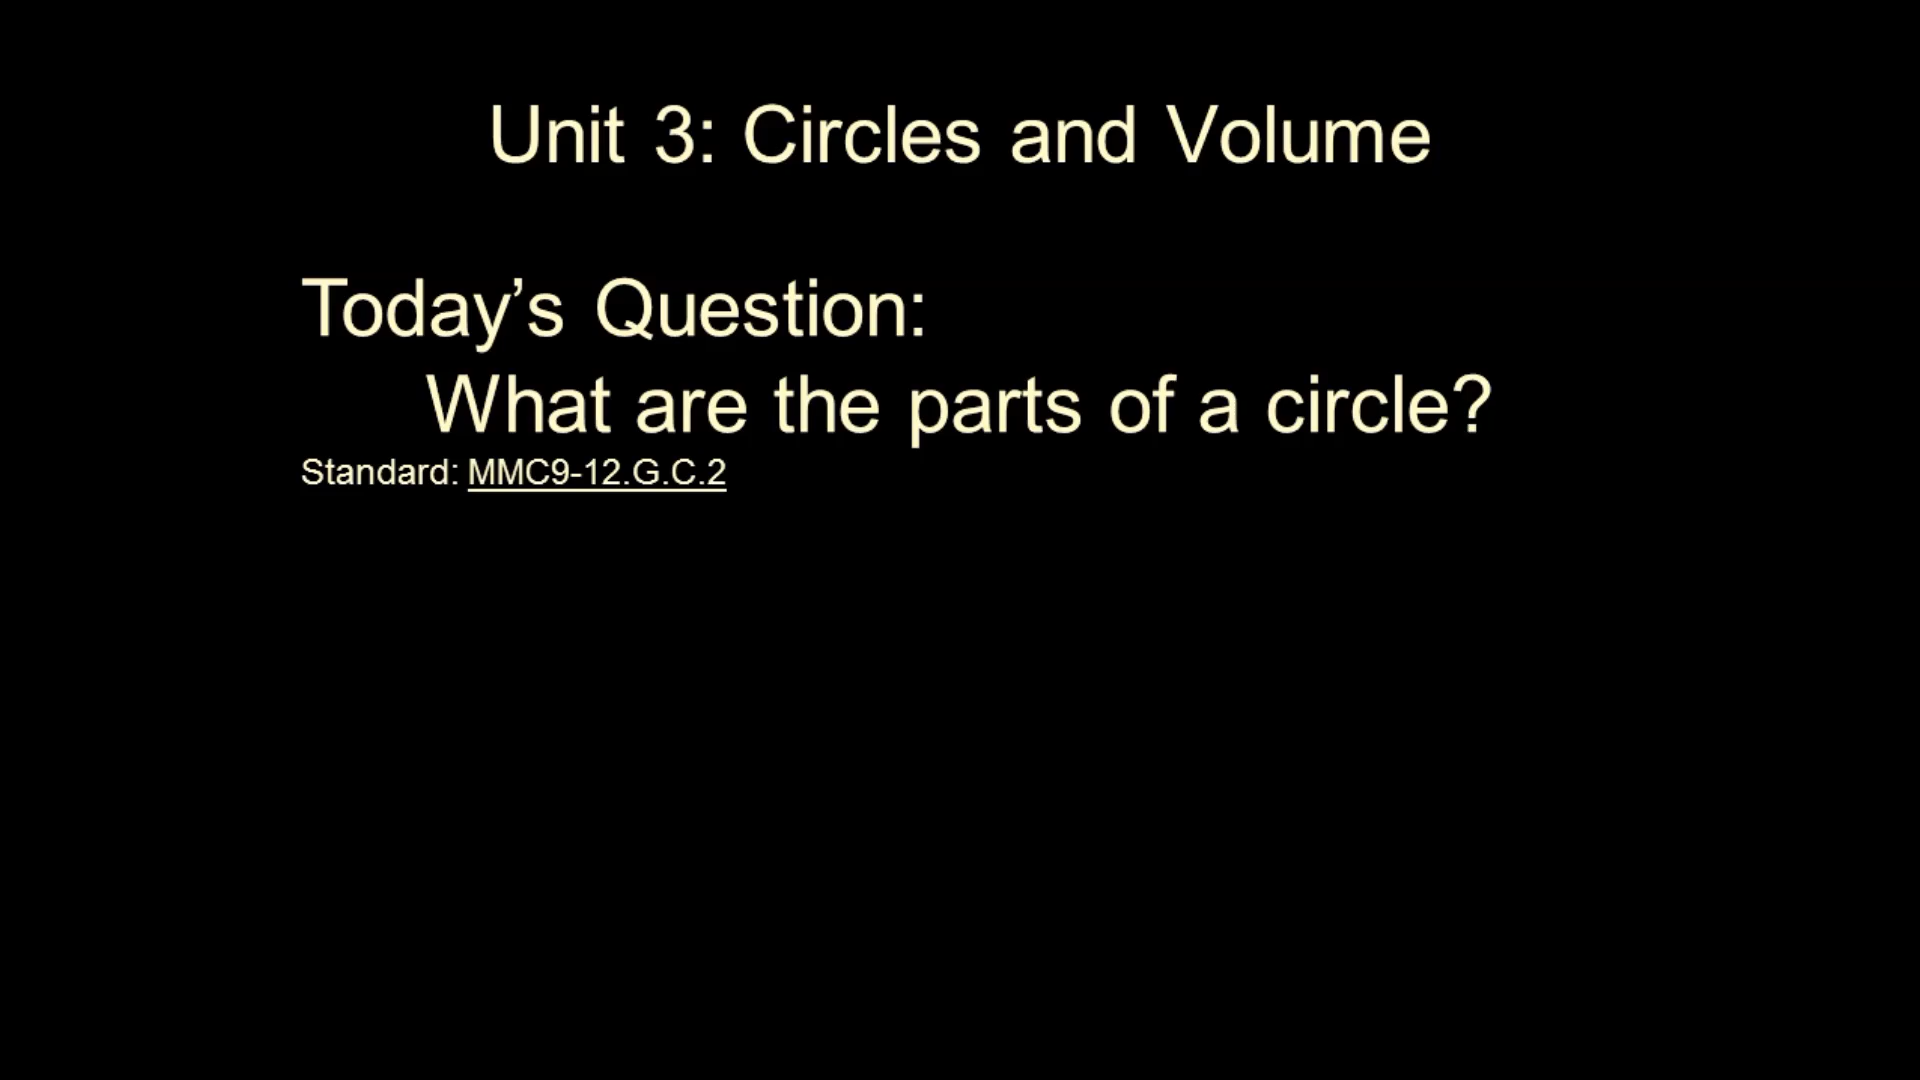 Unit 3: Circles and Volume
Today’s Question:
What are the parts of a circle?
Standard: MMC9-12.G.C.2